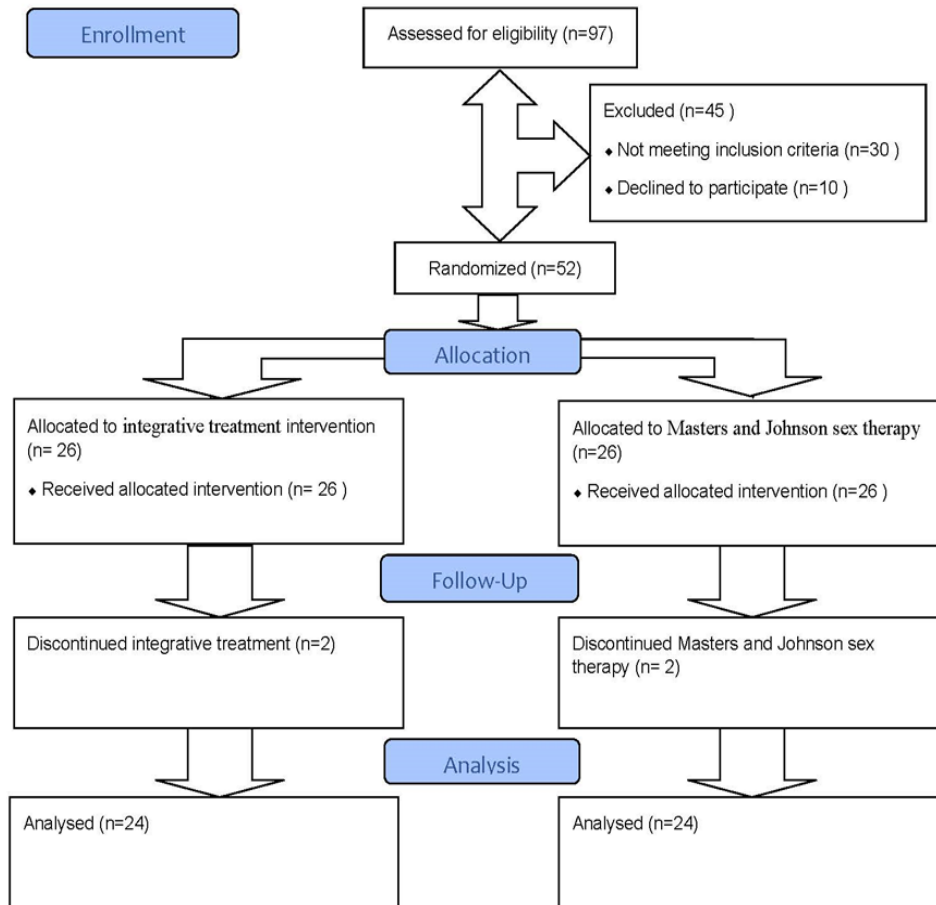 Enrollment
Assessed for eligibility (n=97)
Excluded (n=45 )
♦ Not meeting inclusion criteria (n=30 )
♦ Declined to participate (n=10 )
Randomized (n=52)
Allocation
Allocated to integrative treatment intervention
(n= 26)
♦ Received allocated intervention (n= 26 )
Allocated to Masters and Johnson sex therapy
(n=26)
♦ Received allocated intervention (n=26 )
Follow-Up
Discontinued integrative treatment (n=2)
Discontinued Masters and Johnson sex
therapy (n= 2)
Analysis
Analysed (n=24)
Analysed (n=24)